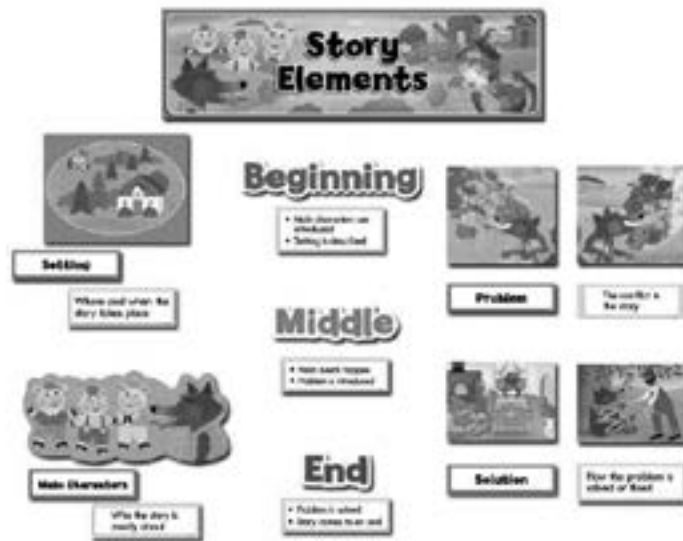 Story
Elements
Setting
Where and when the
story takes place
Main Characters
Who the story is
mostly about
Beginning
• Main characters are
introduced
• Setting is described
Middle
• Main event happens
• Problem is introduced
End
• Problem is solved
• Story comes to an end
Problem
The conflict in
the story
Solution
How the problem is
solved or fixed